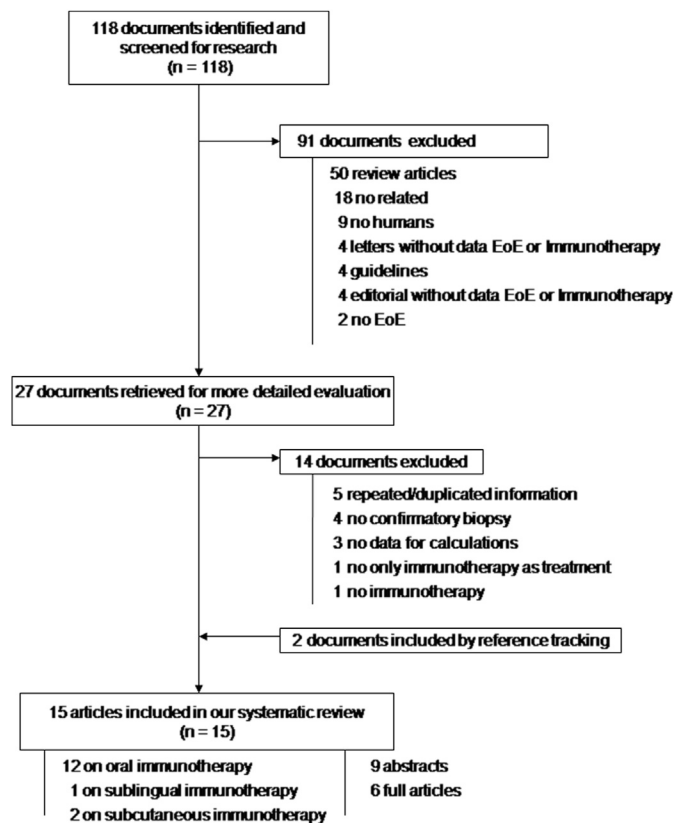 118 documents identified and
screened for research
(n = 118)
91 documents excluded
50 review articles
18 no related
9 no humans
4 letters without data EoE or Immunotherapy
4 guidelines
4 editorial without data EoE or Immunotherapy
2 no EoE
27 documents retrieved for more detailed evaluation
(n = 27)
14 documents excluded
5 repeated/duplicated information
4 no confirmatory biopsy
3 no data for calculations
1 no only immunotherapy as treatment
1 no immunotherapy
2 documents included by reference tracking
15 articles included in our systematic review
(n = 15)
12 on oral immunotherapy
1 on sublingual immunotherapy
2 on subcutaneous immunotherapy
9 abstracts
6 full articles